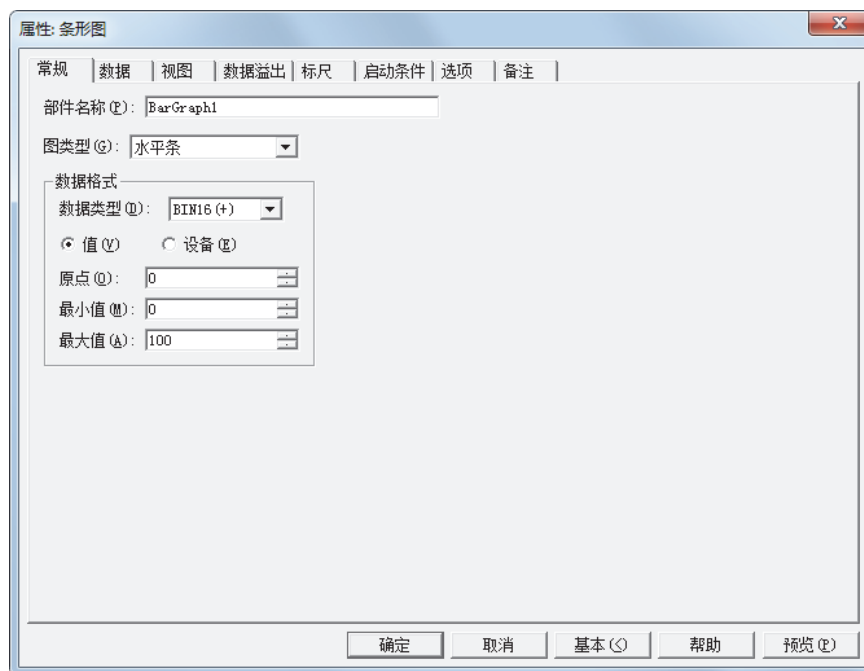 属性: 条形图
常规 数据 视图 数据溢出 标尺 启动条件 选项 备注
部件名称(P): BarGraph1
图类型(G): 水平条
数据格式
数据类型(D): BIN16(+)
值(V) 设备(E)
原点(O): 0
最小值(M): 0
最大值(A): 100
确定 取消 基本(<) 帮助 预览(P)